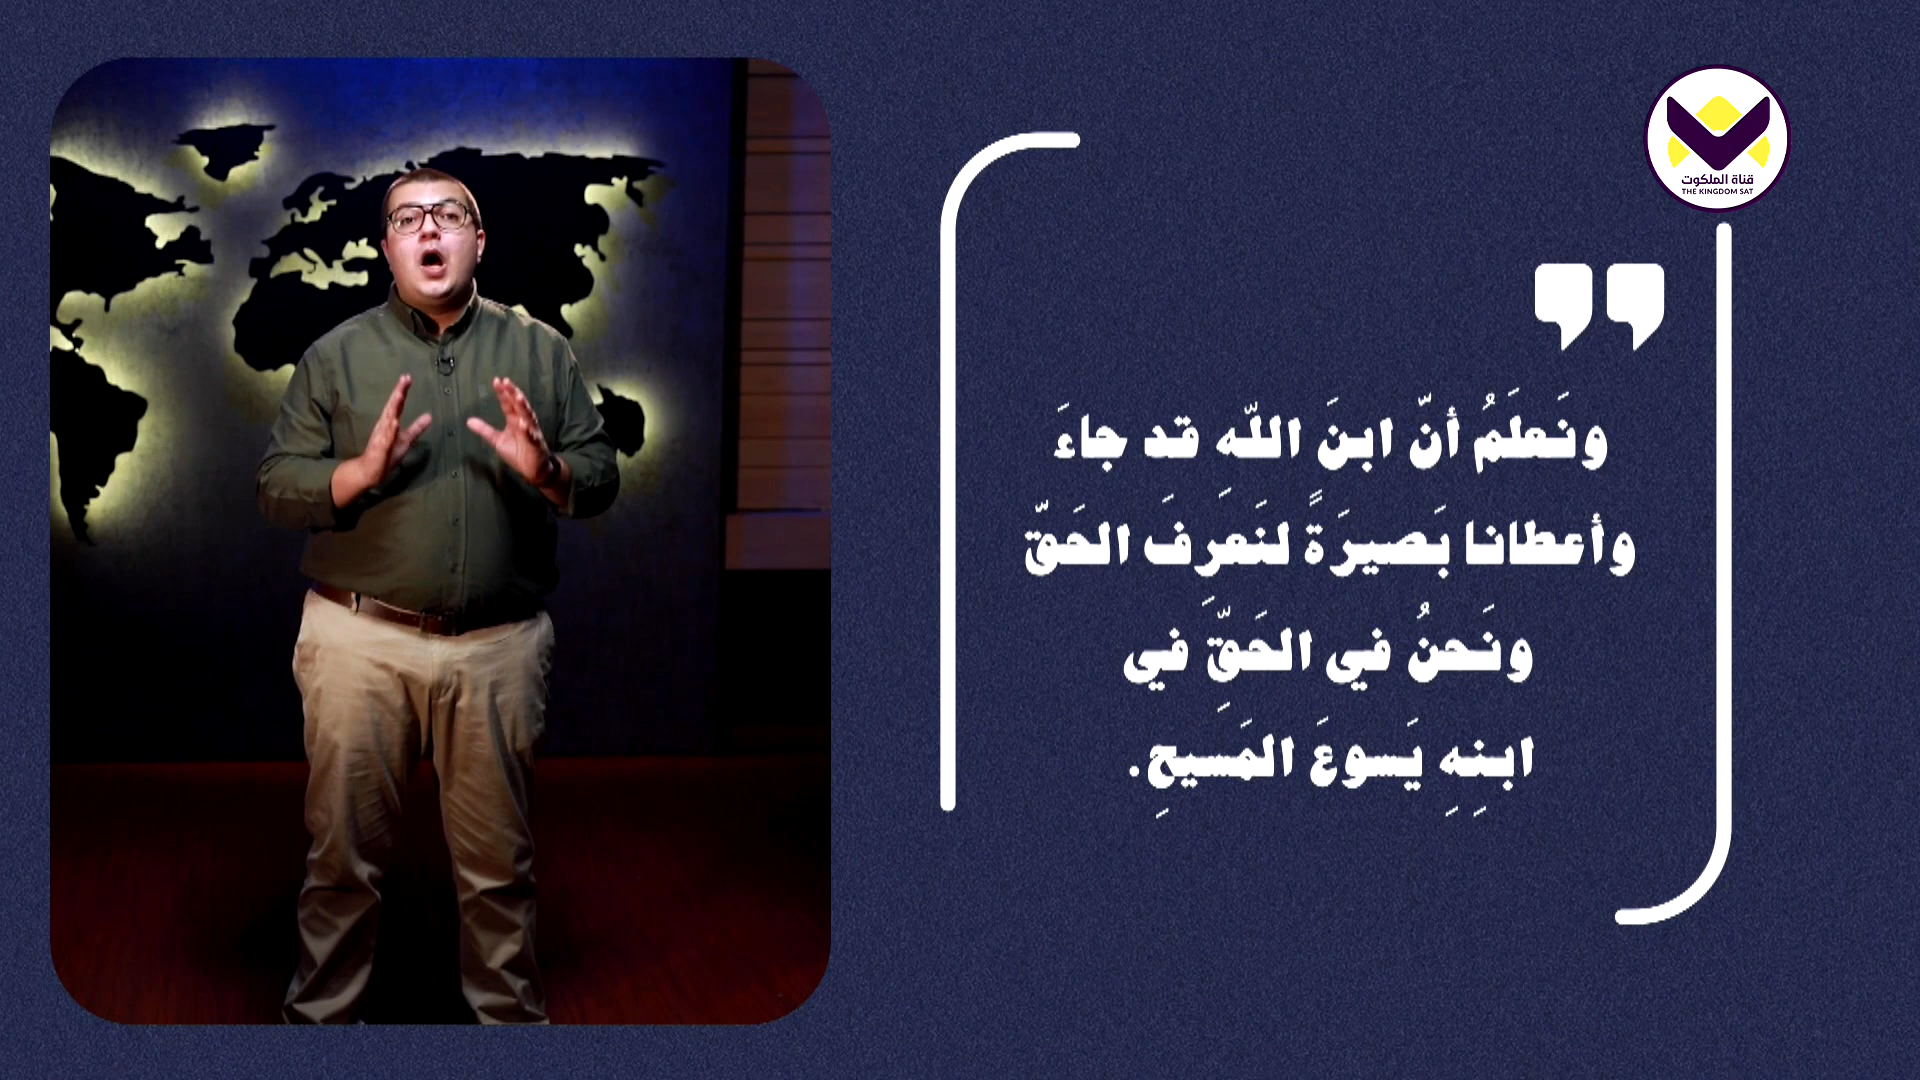 قناة الملكوت
THE KINGDOM SAT
ونَعلَمُ أنّ ابنَ اللّهِ قد جاءَ
وأعطانا بَصيرَةً لنَعرِفَ الحَقّ
ونَحنُ في الحَقِّ في
ابنِهِ يَسوعَ المَسيحِ.